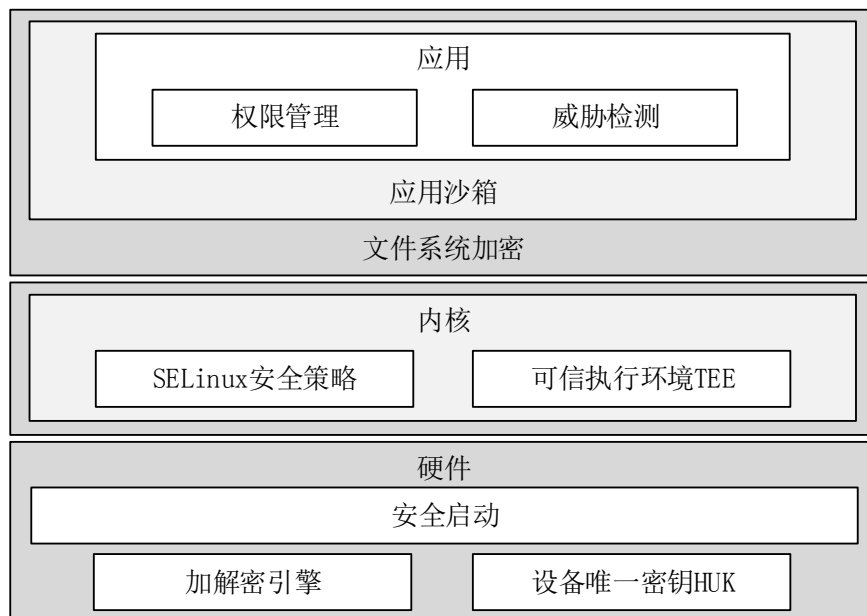 应用
权限管理
威胁检测
应用沙箱
文件系统加密
内核
SELinux安全策略
可信执行环境TEE
硬件
安全启动
加解密引擎
设备唯一密钥HUK